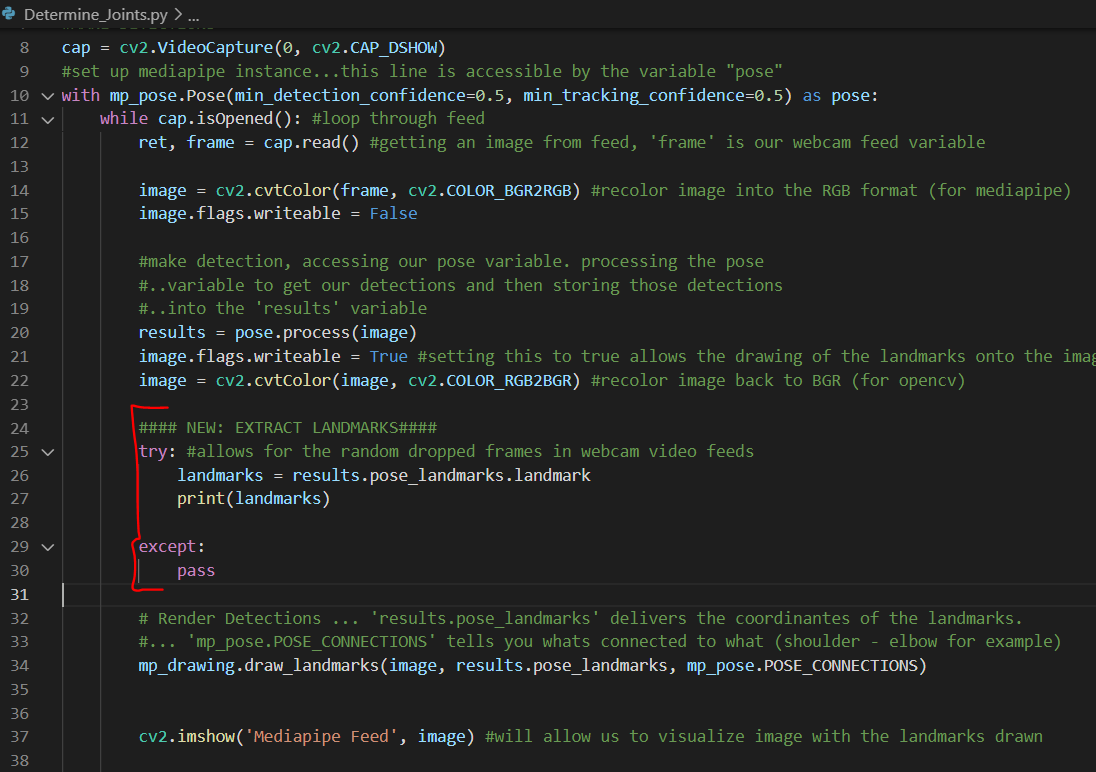 Determine_Joints.py > ...
8 cap = cv2.VideoCapture(0, cv2.CAP_DSHOW)
9 #set up mediapipe instance...this line is accessible by the variable "pose"
10 with mp_pose.Pose(min_detection_confidence=0.5, min_tracking_confidence=0.5) as pose:
11 while cap.isOpened(): #loop through feed
12 ret, frame = cap.read() #getting an image from feed, 'frame' is our webcam feed variable
13
14 image = cv2.cvtColor(frame, cv2.COLOR_BGR2RGB) #recolor image into the RGB format (for mediapipe)
15 image.flags.writeable = False
16
17 #make detection, accessing our pose variable. processing the pose
18 #..variable to get our detections and then storing those detections
19 #..into the 'results' variable
20 results = pose.process(image)
21 image.flags.writeable = True #setting this to true allows the drawing of the landmarks onto the imag
22 image = cv2.cvtColor(image, cv2.COLOR_RGB2BGR) #recolor image back to BGR (for opencv)
23
24 #### NEW: EXTRACT LANDMARKS####
25 try: #allows for the random dropped frames in webcam video feeds
26 landmarks = results.pose_landmarks.landmark
27 print(landmarks)
28
29 except:
30 pass
31
32 # Render Detections ... 'results.pose_landmarks' delivers the coordinantes of the landmarks.
33 #... 'mp_pose.POSE_CONNECTIONS' tells you whats connected to what (shoulder - elbow for example)
34 mp_drawing.draw_landmarks(image, results.pose_landmarks, mp_pose.POSE_CONNECTIONS)
35
36
37 cv2.imshow('Mediapipe Feed', image) #will allow us to visualize image with the landmarks drawn
38